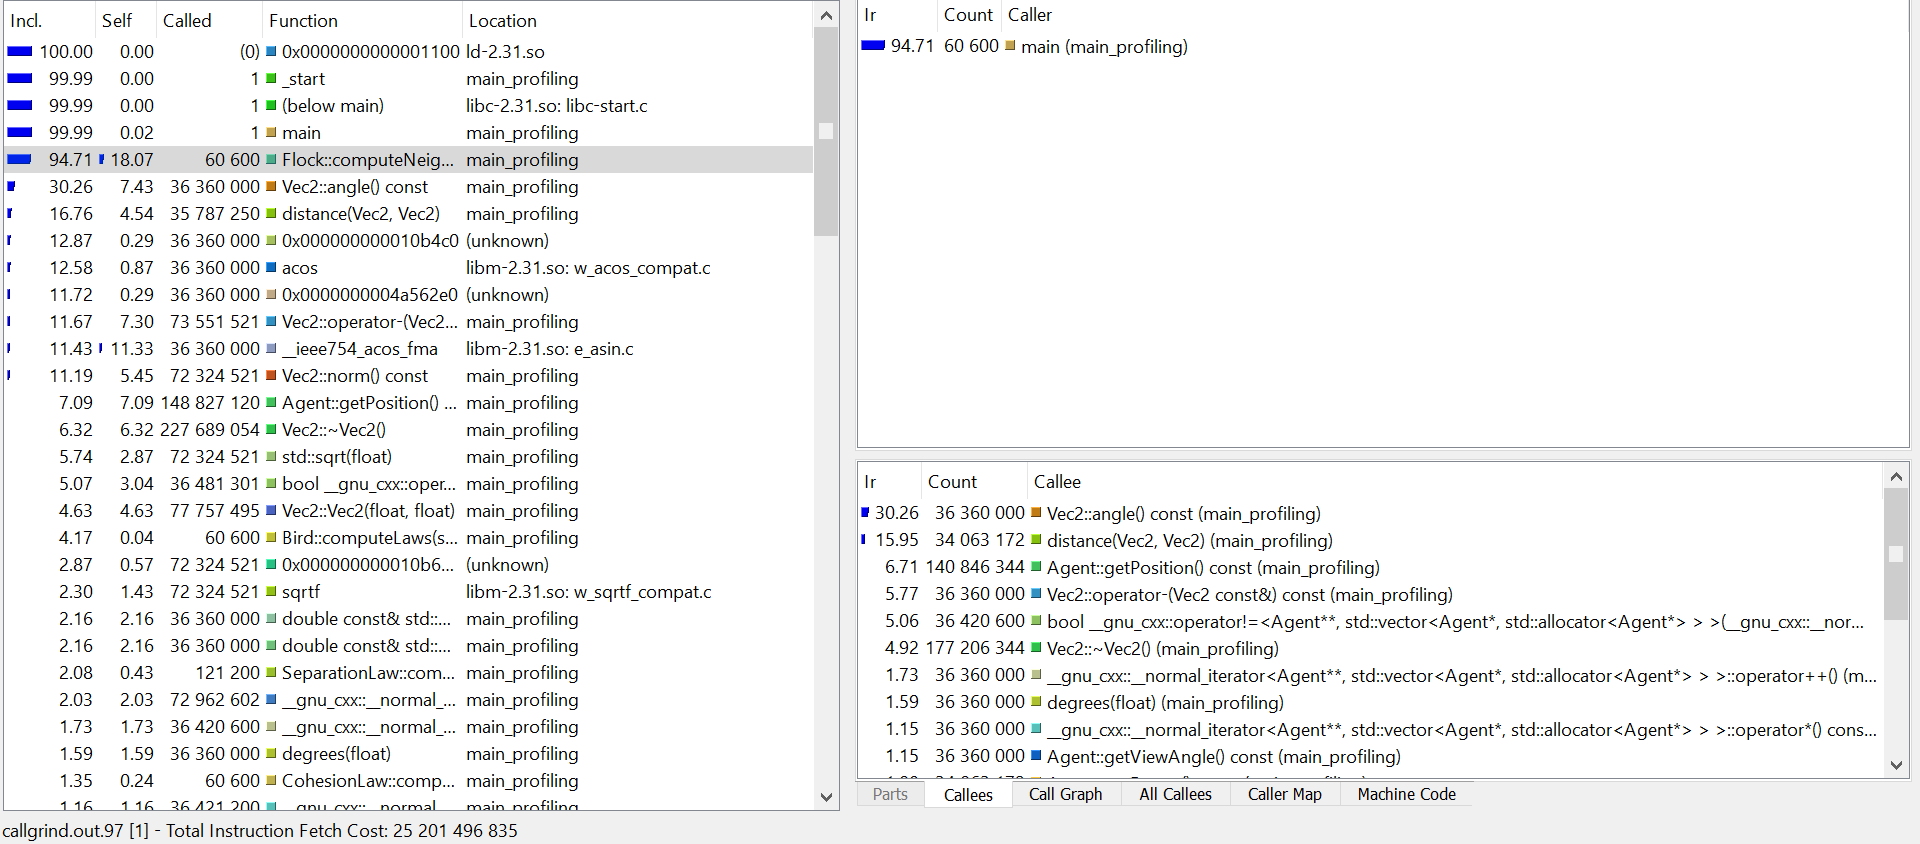 Incl. Self Called Function Location
100.00 0.00 (0) 0x0000000000001100 ld-2.31.so
99.99 0.00 1 _start main_profiling
99.99 0.00 1 (below main) libc-2.31.so: libc-start.c
99.99 0.02 1 main main_profiling
94.71 18.07 60 600 Flock::computeNeig... main_profiling
30.26 7.43 36 360 000 Vec2::angle() const main_profiling
16.76 4.54 35 787 250 distance(Vec2, Vec2) main_profiling
12.87 0.29 36 360 000 0x000000000010b4c0 (unknown)
12.58 0.87 36 360 000 acos libm-2.31.so: w_acos_compat.c
11.72 0.29 36 360 000 0x0000000004a562e0 (unknown)
11.67 7.30 73 551 521 Vec2::operator-(Vec2... main_profiling
11.43 11.33 36 360 000 __ieee754_acos_fma libm-2.31.so: e_asin.c
11.19 5.45 72 324 521 Vec2::norm() const main_profiling
7.09 7.09 148 827 120 Agent::getPosition() ... main_profiling
6.32 6.32 227 689 054 Vec2::~Vec2() main_profiling
5.74 2.87 72 324 521 std::sqrt(float) main_profiling
5.07 3.04 36 481 301 bool __gnu_cxx::oper... main_profiling
4.63 4.63 77 757 495 Vec2::Vec2(float, float) main_profiling
4.17 0.04 60 600 Bird::computeLaws(s... main_profiling
2.87 0.57 72 324 521 0x000000000010b6... (unknown)
2.30 1.43 72 324 521 sqrtf libm-2.31.so: w_sqrtf_compat.c
2.16 2.16 36 360 000 double const& std::... main_profiling
2.16 2.16 36 360 000 double const& std::... main_profiling
2.08 0.43 121 200 SeparationLaw::com... main_profiling
2.03 2.03 72 962 602 __gnu_cxx::__normal_... main_profiling
1.73 1.73 36 420 600 __gnu_cxx::__normal_... main_profiling
1.59 1.59 36 360 000 degrees(float) main_profiling
1.35 0.24 60 600 CohesionLaw::comp... main_profiling
1.16 1.16 36 421 200 __gnu_cxx::__normal_... main_profiling
Ir Count Caller
94.71 60 600 main (main_profiling)
Ir Count Callee
30.26 36 360 000 Vec2::angle() const (main_profiling)
15.95 34 063 172 distance(Vec2, Vec2) (main_profiling)
6.71 140 846 344 Agent::getPosition() const (main_profiling)
5.77 36 360 000 Vec2::operator-(Vec2 const&) const (main_profiling)
5.06 36 420 600 bool __gnu_cxx::operator!=<Agent**, std::vector<Agent*, std::allocator<Agent*> > >(__gnu_cxx::__nor...
4.92 177 206 344 Vec2::~Vec2() (main_profiling)
1.73 36 360 000 __gnu_cxx::__normal_iterator<Agent**, std::vector<Agent*, std::allocator<Agent*> > >::operator++() (m...
1.59 36 360 000 degrees(float) (main_profiling)
1.15 36 360 000 __gnu_cxx::__normal_iterator<Agent**, std::vector<Agent*, std::allocator<Agent*> > >::operator*() cons...
1.15 36 360 000 Agent::getViewAngle() const (main_profiling)
Parts Callees Call Graph All Callees Caller Map Machine Code
callgrind.out.97 [1] - Total Instruction Fetch Cost: 25 201 496 835